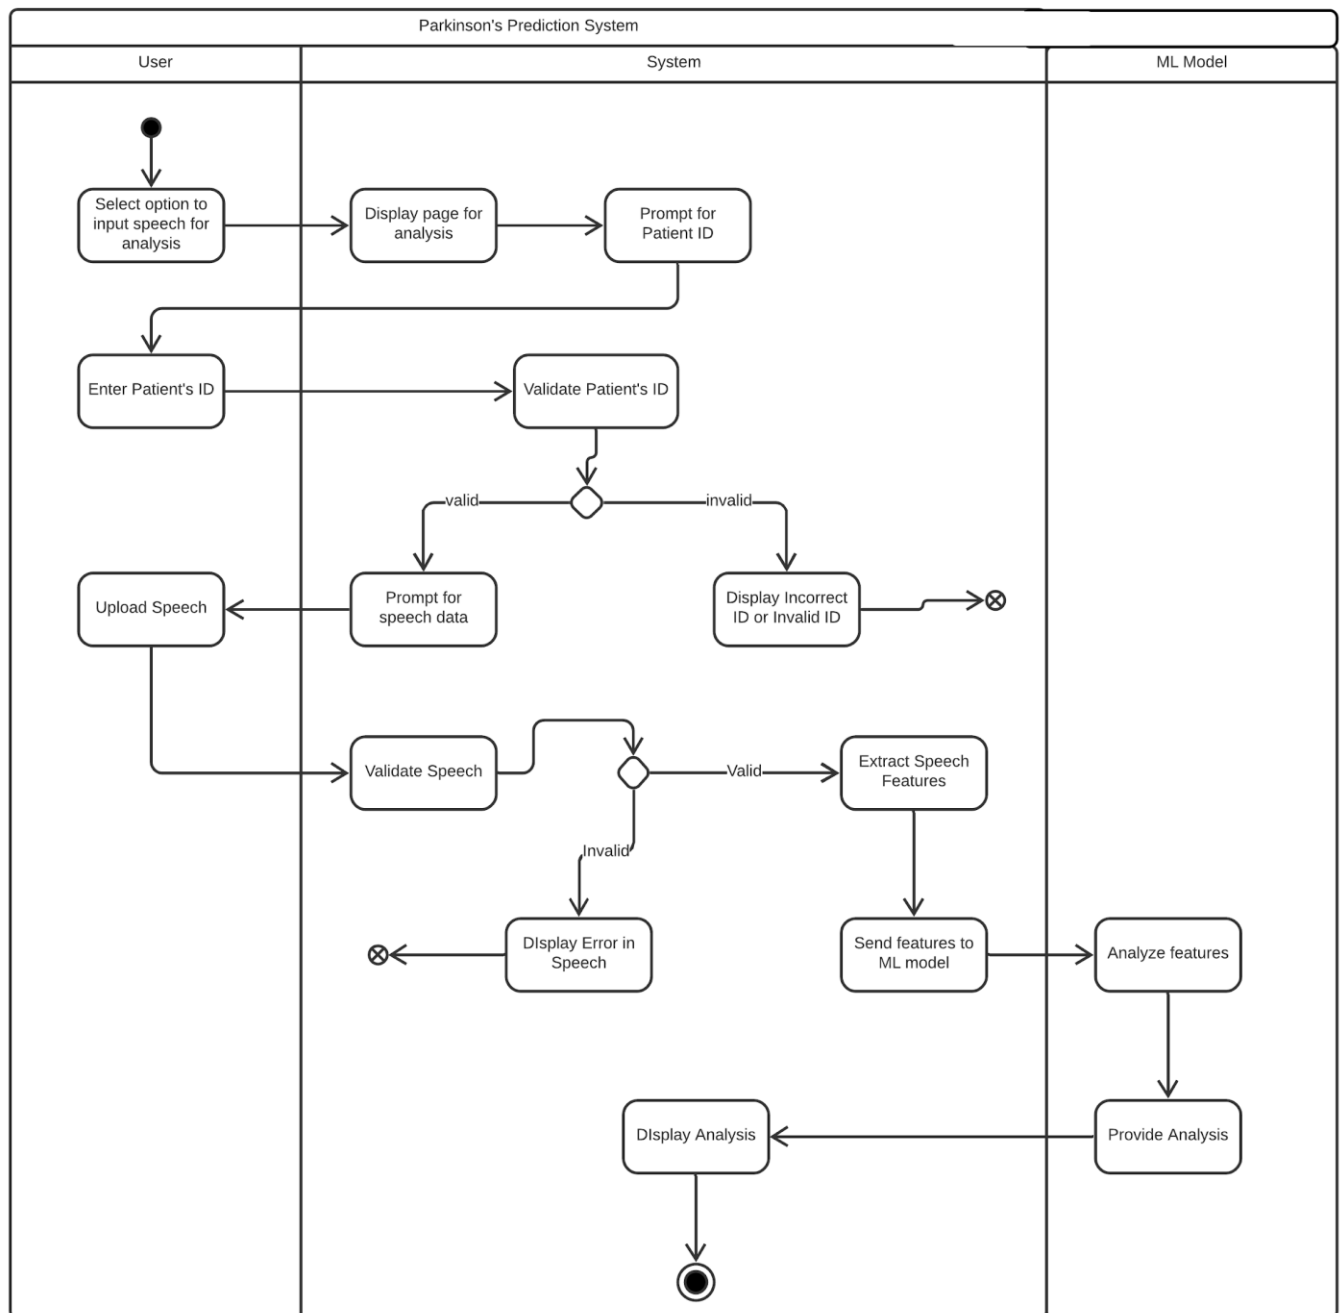 Parkinson's Prediction System
User
System
ML Model
Select option to
input speech for
analysis
Display page for
analysis
Prompt for
Patient ID
Enter Patient's ID
Validate Patient's ID
valid
invalid
Upload Speech
Prompt for
speech data
Display Incorrect
ID or Invalid ID
Validate Speech
Valid
Extract Speech
Features
Invalid
DIsplay Error in
Speech
Send features to
ML model
Analyze features
DIsplay Analysis
Provide Analysis